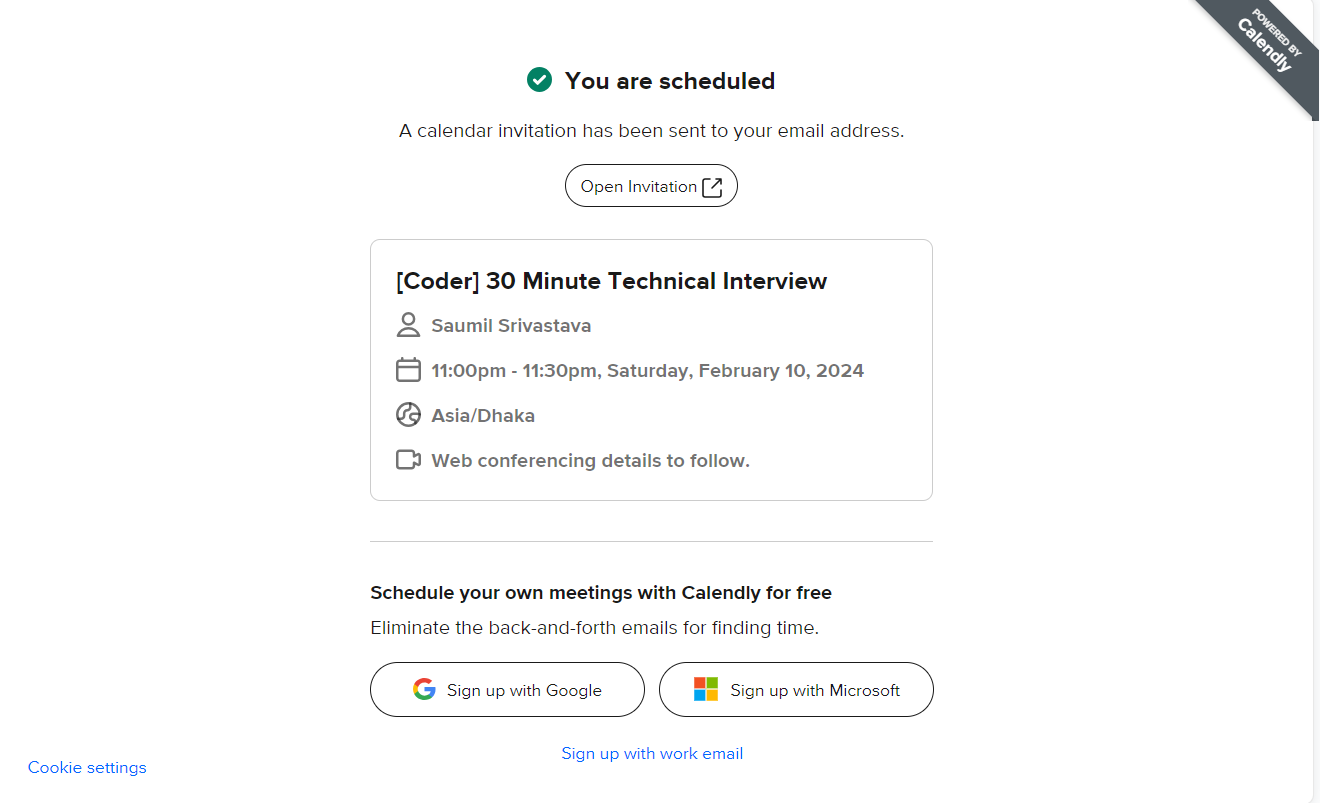 POWERED BY
Calendly
You are scheduled
A calendar invitation has been sent to your email address.
Open Invitation
[Coder] 30 Minute Technical Interview
Saumil Srivastava
11:00pm - 11:30pm, Saturday, February 10, 2024
Asia/Dhaka
Web conferencing details to follow.
Schedule your own meetings with Calendly for free
Eliminate the back-and-forth emails for finding time.
Sign up with Google
Sign up with Microsoft
Sign up with work email
Cookie settings